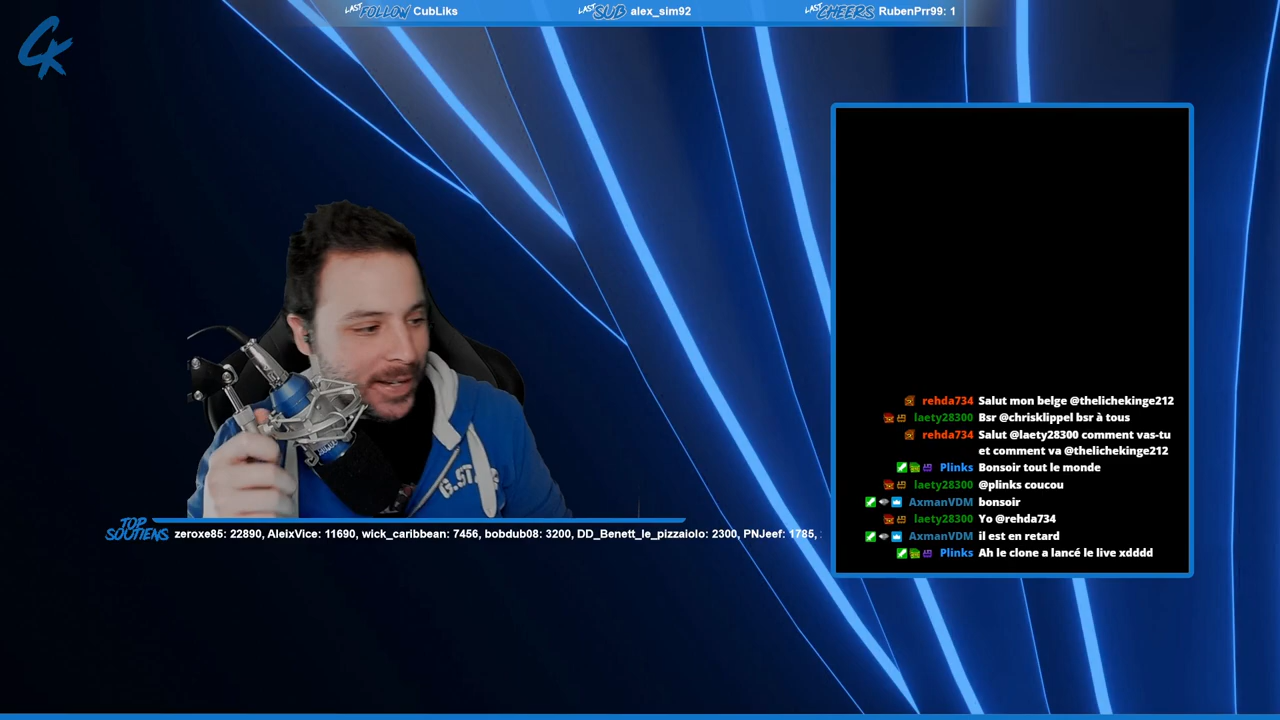 LAST FOLLOW CubLiks
LAST SUB alex_sim92
LAST CHEERS RubenPrr99: 1
CK
rehda734 Salut mon belge @thelichekinge212
laety28300 Bsr @chrisklippel bsr à tous
rehda734 Salut @laety28300 comment vas-tu
et comment va @thelichekinge212
Plinks Bonsoir tout le monde
laety28300 @plinks coucou
AxmanVDM bonsoir
laety28300 Yo @rehda734
AxmanVDM il est en retard
Plinks Ah le clone a lancé le live xdddd
G.STAR
TOP
SOUTIENS zeroxe85: 22890, AleixVice: 11690, wick_caribbean: 7456, bobdub08: 3200, DD_Benett_le_pizzaiolo: 2300, PNJeef: 1785,